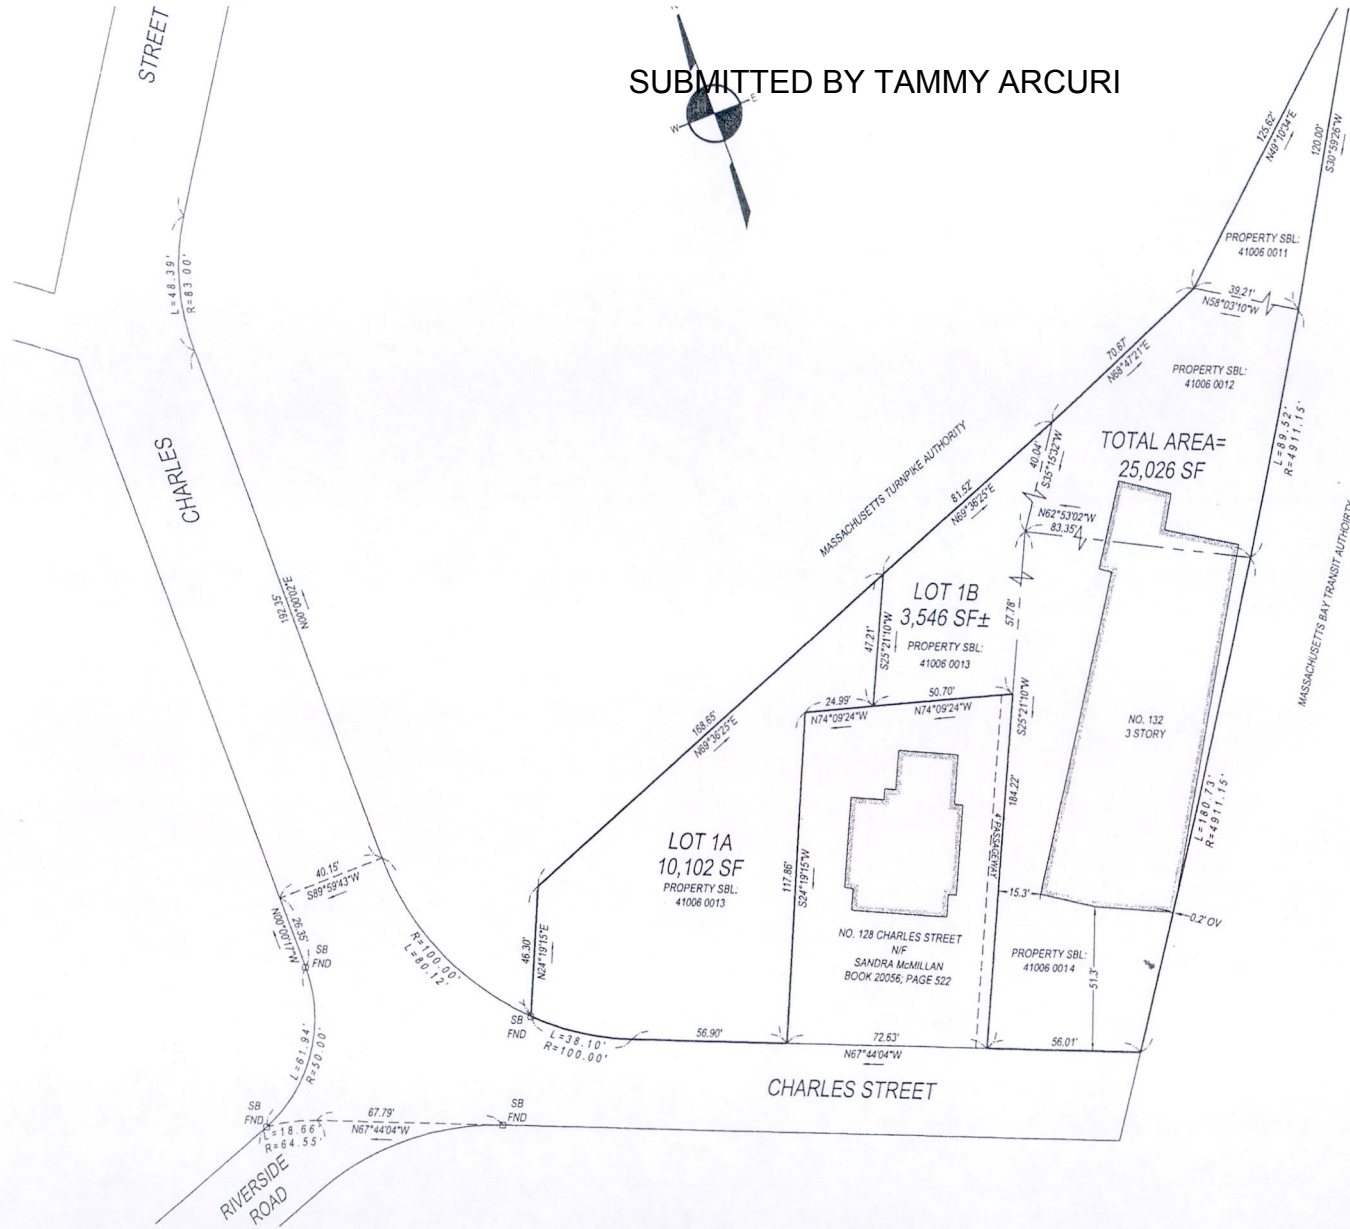 STREET
N
SUBMITTED BY TAMMY ARCURI
E
W
125.62'
N49°10'34"E
120.00'
S30°59'26"W
PROPERTY SBL:
41006 0011
L=48.39'
R=83.00'
39.21'
N58°03'10"W
70.67'
N68°47'21"E
PROPERTY SBL:
41006 0012
L=89.52'
R=4911.15'
CHARLES
MASSACHUSETTS TURNPIKE AUTHORITY
40.04'
S35°15'32"W
TOTAL AREA=
25,026 SF
81.52'
N69°36'25"E
N62°53'02"W
83.35'
MASSACHUSETTS BAY TRANSIT AUTHOIRTY
192.35'
N00°00'02"E
LOT 1B
3,546 SF±
57.78'
47.21'
S25°21'10"W
PROPERTY SBL:
41006 0013
24.99'
N74°09'24"W
50.70'
N74°09'24"W
S25°21'10"W
168.65'
N69°36'25"E
NO. 132
3 STORY
184.22'
4' PASSAGEWAY
L=180.73'
R=4911.15'
LOT 1A
10,102 SF
PROPERTY SBL:
41006 0013
117.86'
S24°19'15"W
40.15'
S89°59'43"W
15.3'
0.2' OV
26.35'
N00°00'17"W
SB
FND
R=100.00'
L=80.12'
46.30'
N24°19'15"E
NO. 128 CHARLES STREET
N/F
SANDRA McMILLAN
BOOK 20056; PAGE 522
PROPERTY SBL:
41006 0014
51.3'
SB
FND
L=38.10'
R=100.00'
56.90'
72.63'
N67°44'04"W
56.01'
L=61.94'
R=50.00'
CHARLES STREET
SB
FND
L=18.66'
R=64.55'
67.79'
N67°44'04"W
SB
FND
RIVERSIDE
ROAD